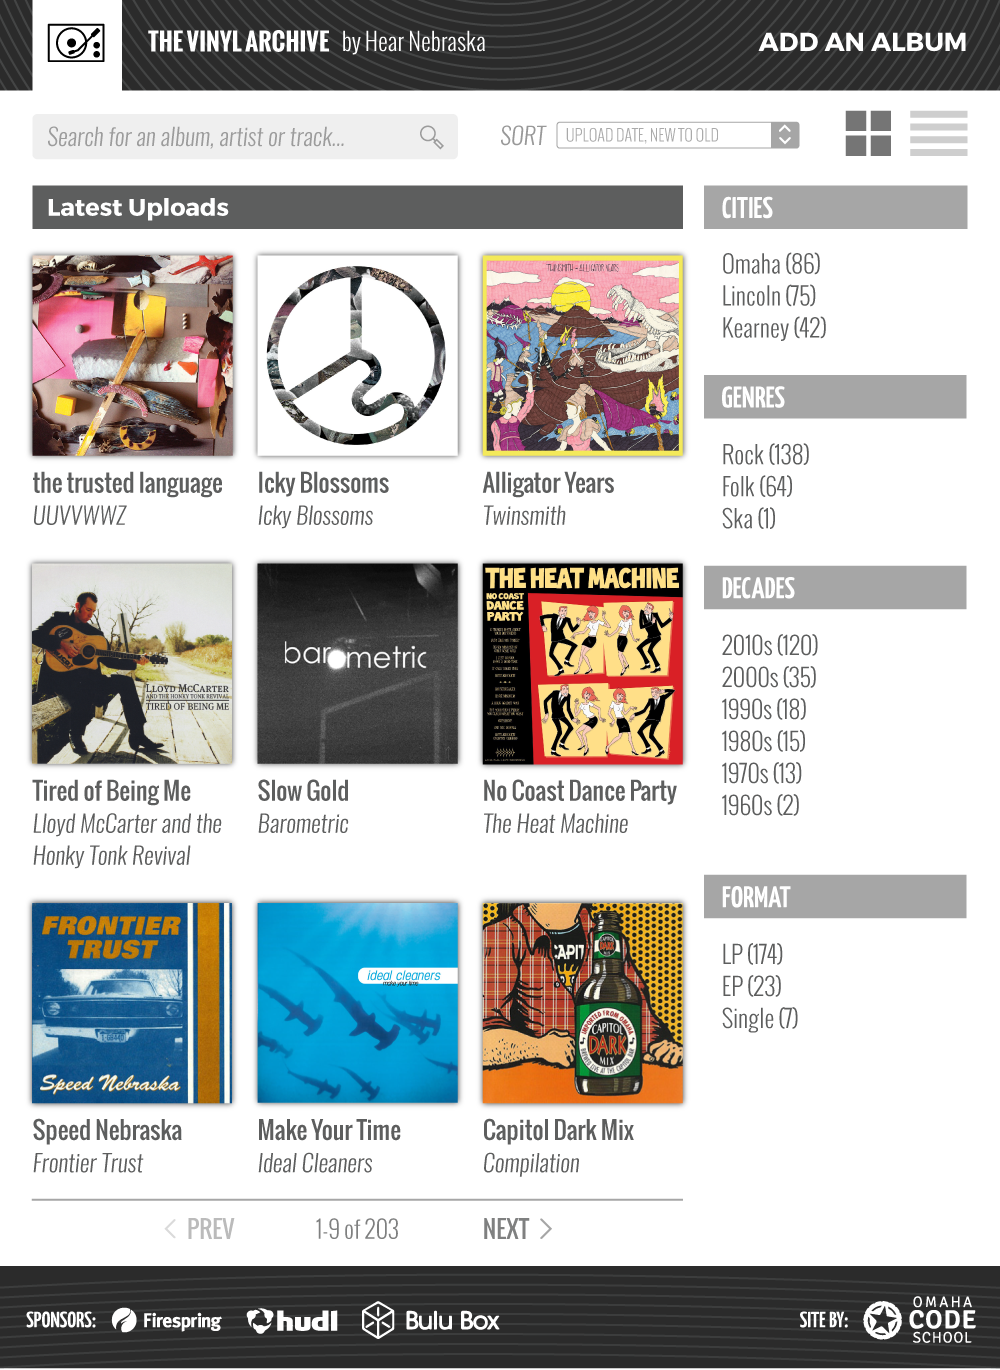 THE VINYL ARCHIVE by Hear Nebraska
ADD AN ALBUM
Search for an album, artist or track...
SORT
UPLOAD DATE, NEW TO OLD
Latest Uploads
TWINSMITH - ALLIGATOR YEARS
the trusted language
UUVVWWZ
Icky Blossoms
Icky Blossoms
Alligator Years
Twinsmith
LLOYD MCCARTER
AND THE HONKY TONK REVIVAL
TIRED OF BEING ME
barometric
THE HEAT MACHINE
NO COAST
DANCE
PARTY
Tired of Being Me
Lloyd McCarter and the
Honky Tonk Revival
Slow Gold
Barometric
No Coast Dance Party
The Heat Machine
FRONTIER
TRUST
Speed Nebraska
ideal cleaners
make your time
CAPIT
DARK
IMPORTED FROM OMAHA
CAPITOL
DARK
MIX
Speed Nebraska
Frontier Trust
Make Your Time
Ideal Cleaners
Capitol Dark Mix
Compilation
PREV
1-9 of 203
NEXT
CITIES
Omaha (86)
Lincoln (75)
Kearney (42)
GENRES
Rock (138)
Folk (64)
Ska (1)
DECADES
2010s (120)
2000s (35)
1990s (18)
1980s (15)
1970s (13)
1960s (2)
FORMAT
LP (174)
EP (23)
Single (7)
SPONSORS:
Firespring
hudl
Bulu Box
SITE BY:
OMAHA
CODE
SCHOOL